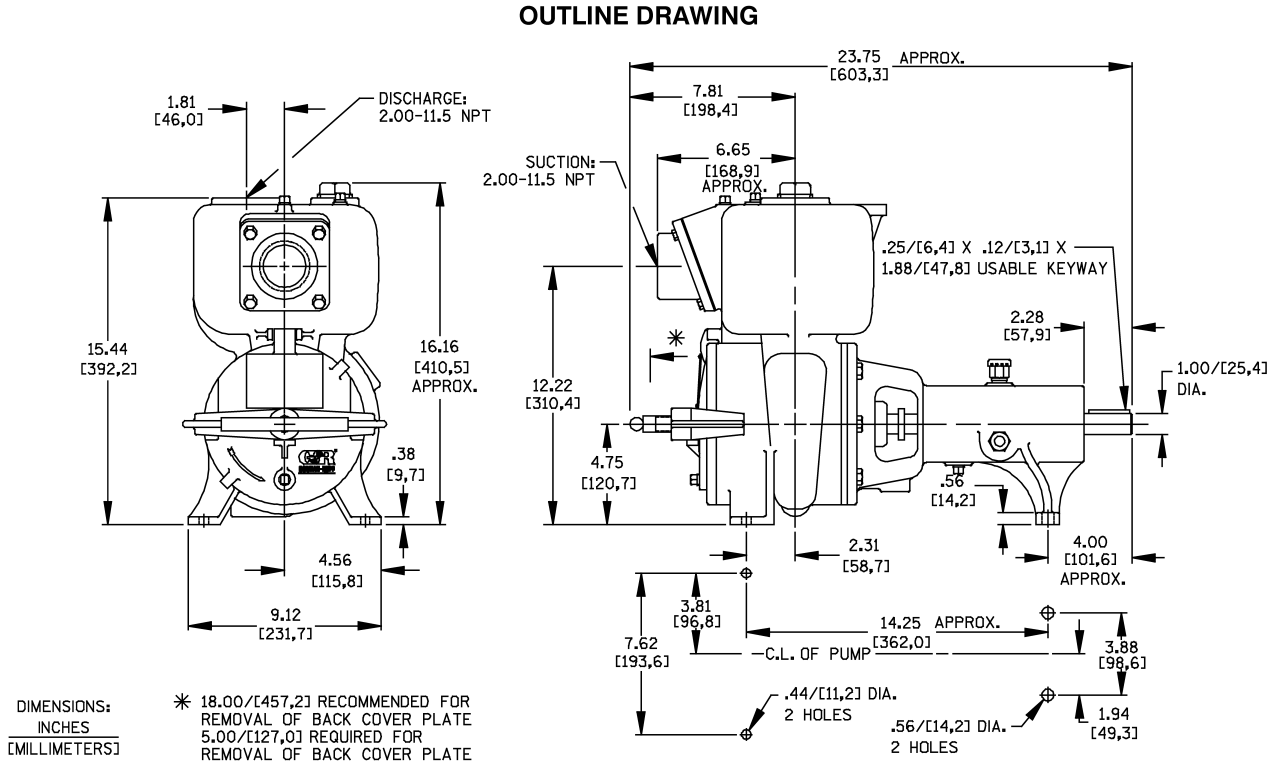 OUTLINE DRAWING
23.75 APPROX.
[603,3]
7.81
[198,4]
1.81
[46,0]
DISCHARGE:
2.00-11.5 NPT
6.65
[168,9]
APPROX.
SUCTION:
2.00-11.5 NPT
.25/[6,4] X .12/[3,1] X
1.88/[47,8] USABLE KEYWAY
2.28
[57,9]
1.00/[25,4]
DIA.
15.44
[392,2]
16.16
[410,5]
APPROX.
*
12.22
[310,4]
.38
[9,7]
4.75
[120,7]
.56
[14,2]
GR
4.56
[115,8]
2.31
[58,7]
4.00
[101,6]
APPROX.
9.12
[231,7]
3.81
[96,8]
14.25 APPROX.
[362,0]
7.62
[193,6]
C.L. OF PUMP
3.88
[98,6]
.44/[11,2] DIA.
2 HOLES
.56/[14,2] DIA.
2 HOLES
1.94
[49,3]
DIMENSIONS:
INCHES
[MILLIMETERS]
* 18.00/[457,2] RECOMMENDED FOR
REMOVAL OF BACK COVER PLATE
5.00/[127,0] REQUIRED FOR
REMOVAL OF BACK COVER PLATE